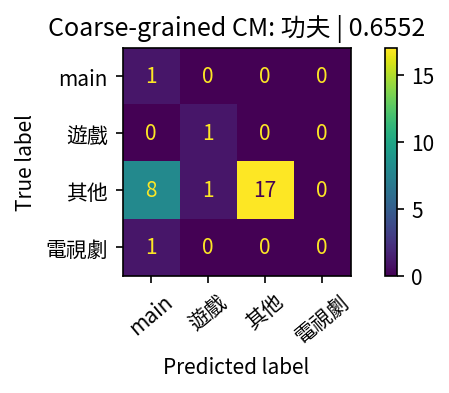 Coarse-grained CM: 功夫 | 0.6552
True label
main 1 0 0 0
遊戲 0 1 0 0
其他 8 1 17 0
電視劇 1 0 0 0
main 遊戲 其他 電視劇
Predicted label
15
10
5
0